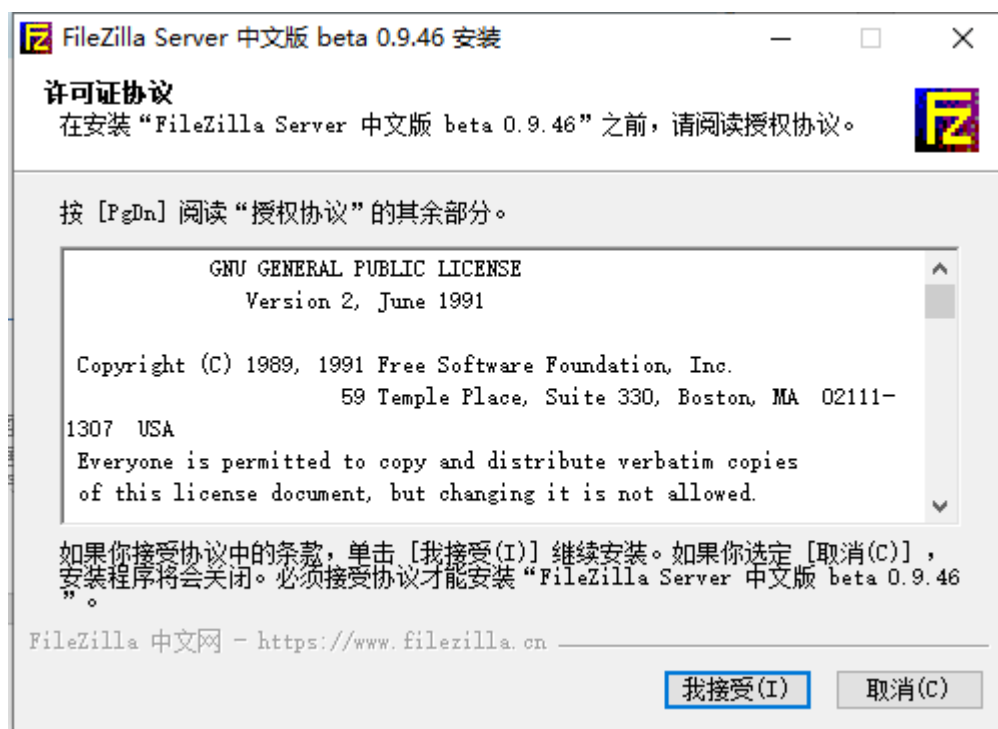 FileZilla Server 中文版 beta 0.9.46 安装
许可证协议
在安装“FileZilla Server 中文版 beta 0.9.46”之前，请阅读授权协议。
按 [PgDn] 阅读“授权协议”的其余部分。
GNU GENERAL PUBLIC LICENSE
Version 2, June 1991
Copyright (C) 1989, 1991 Free Software Foundation, Inc.
59 Temple Place, Suite 330, Boston, MA 02111-
1307 USA
Everyone is permitted to copy and distribute verbatim copies
of this license document, but changing it is not allowed.
如果你接受协议中的条款，单击 [我接受(I)] 继续安装。如果你选定 [取消(C)] ，
安装程序将会关闭。必须接受协议才能安装“FileZilla Server 中文版 beta 0.9.46
”。
FileZilla 中文网 - https://www.filezilla.cn
我接受(I) 取消(C)